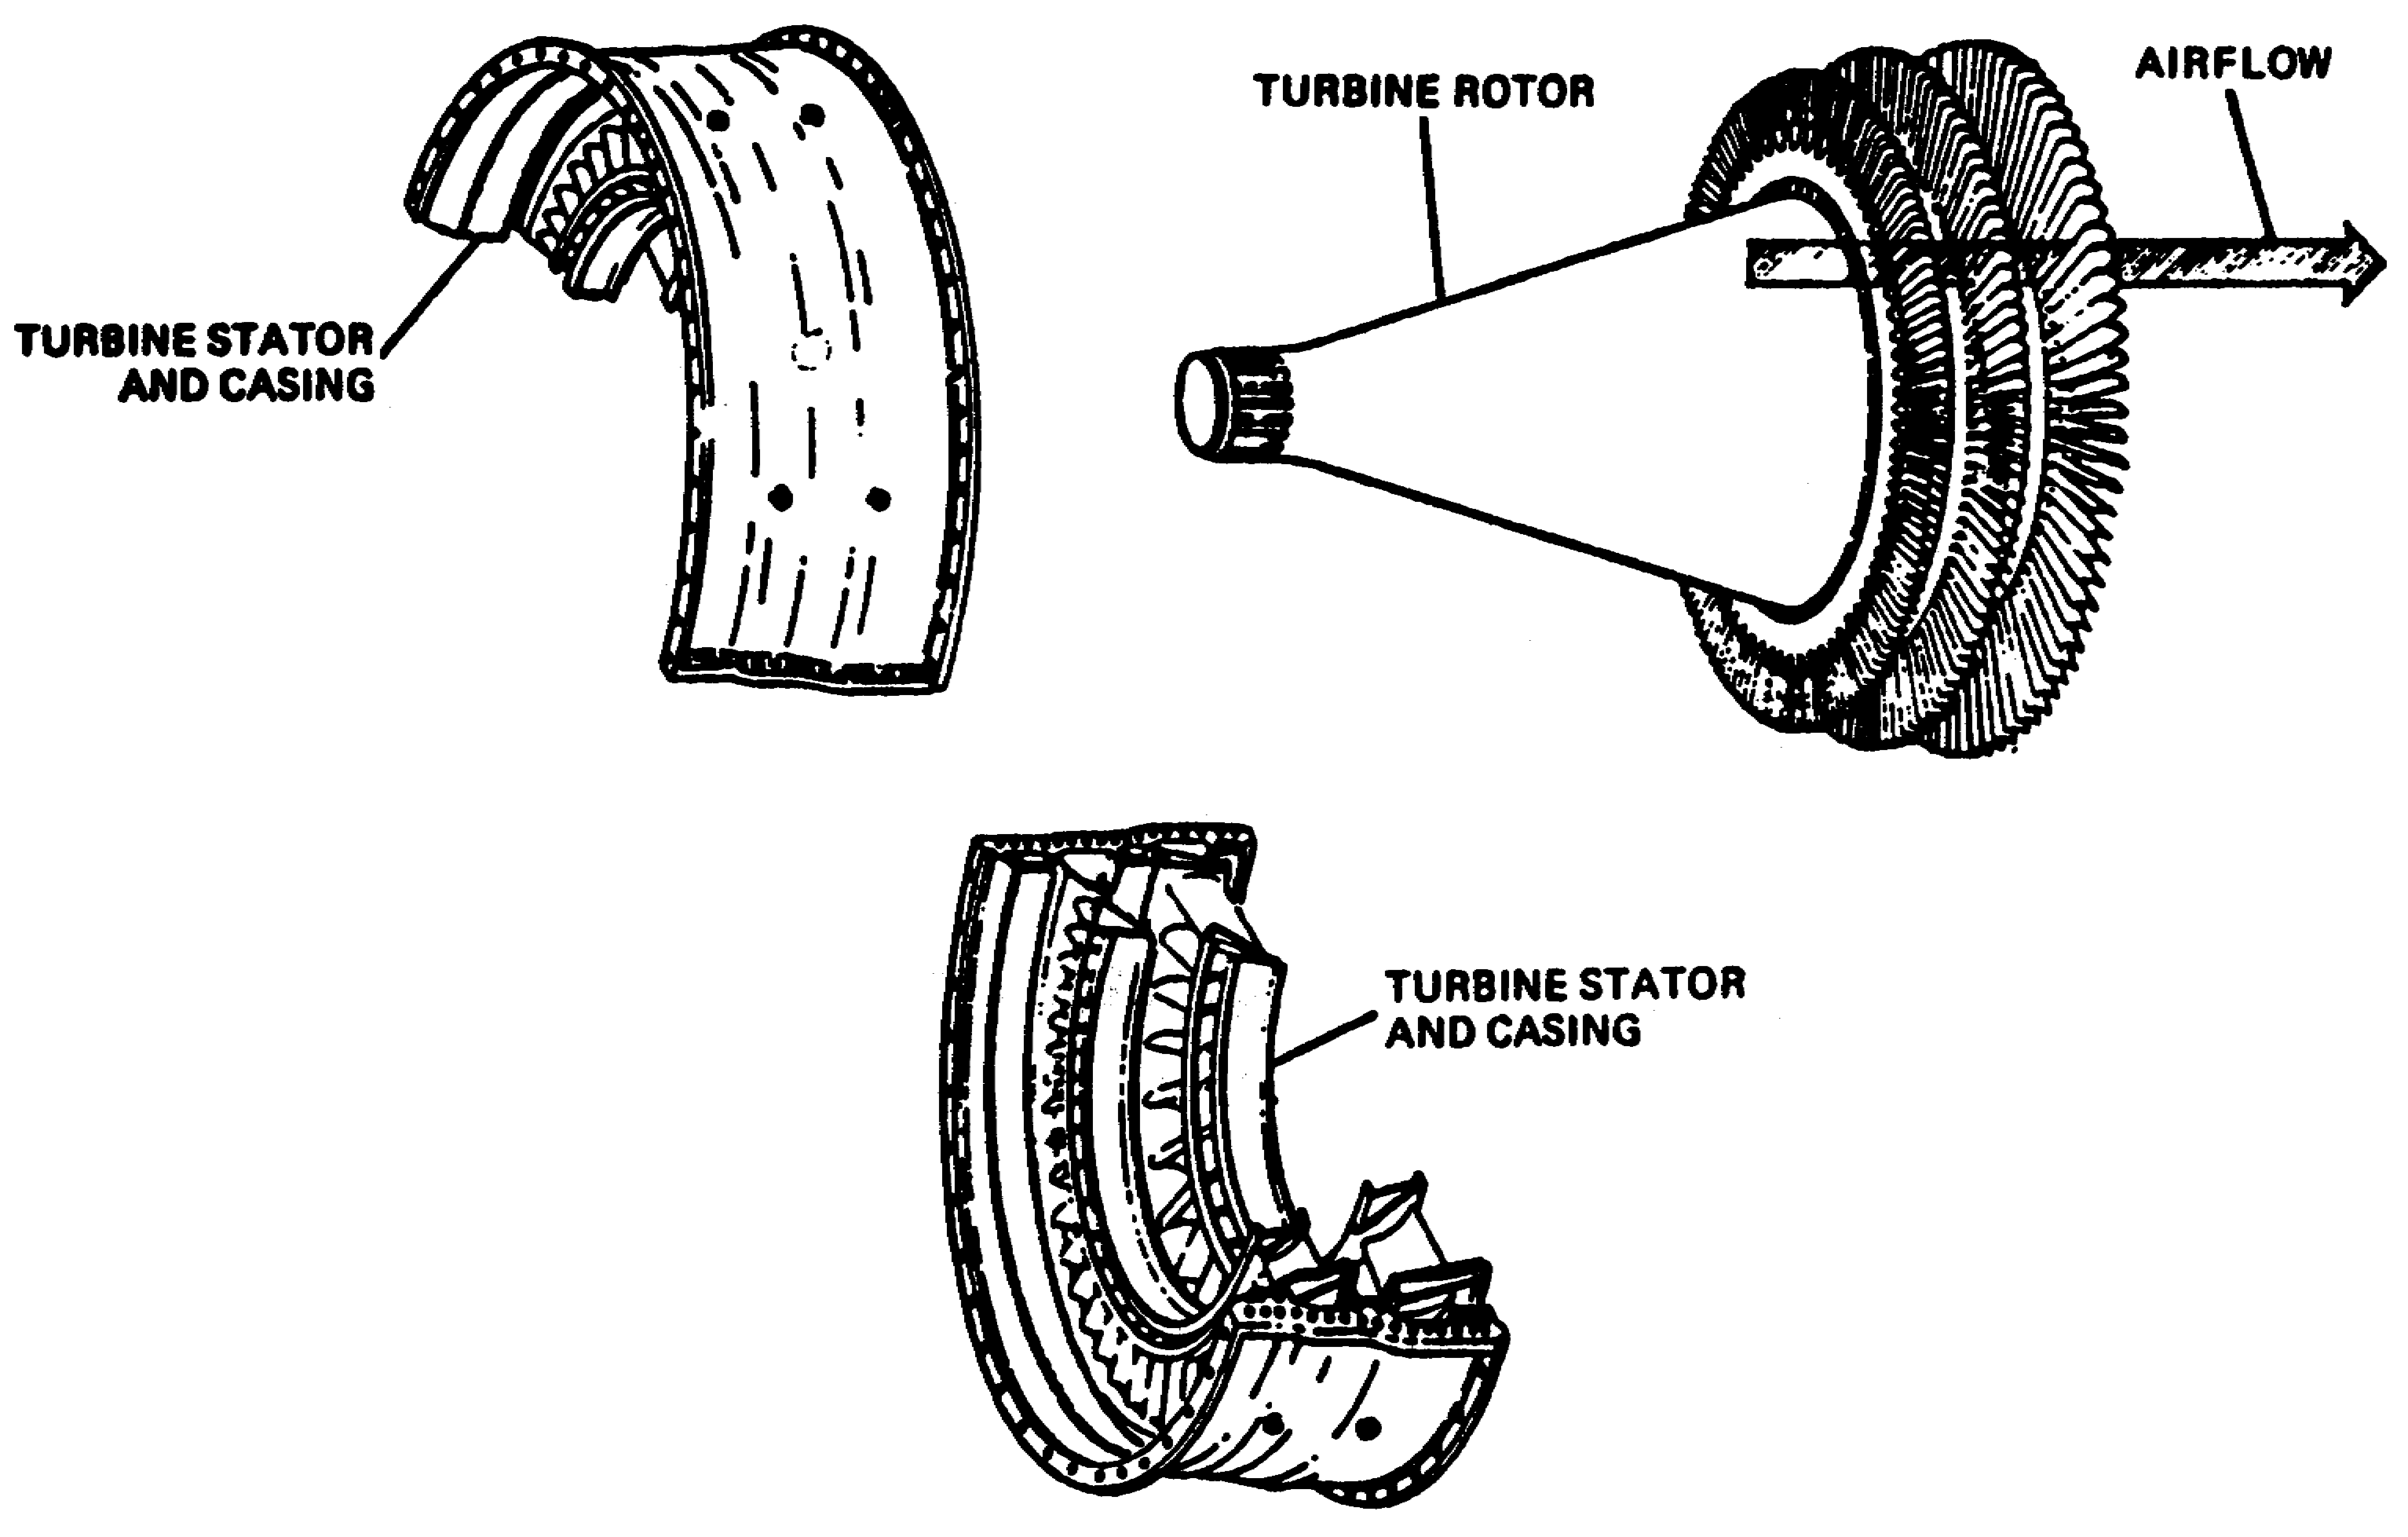 TURBINE ROTOR
AIRFLOW
TURBINE STATOR
AND CASING
TURBINE STATOR
AND CASING